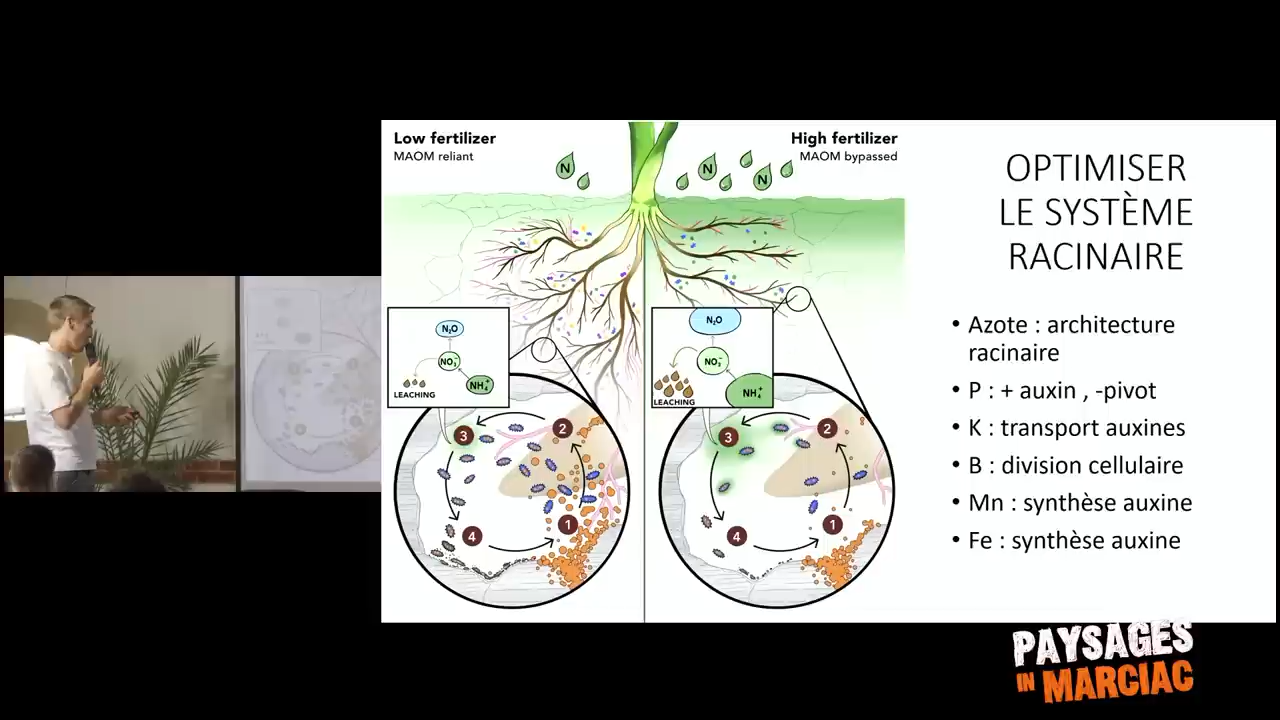 Low fertilizer
MAOM reliant
High fertilizer
MAOM bypassed
N
N
N
N₂O
NO₃⁻
NH₄⁺
LEACHING
N₂O
NO₃⁻
NH₄⁺
LEACHING
3
2
4
1
3
2
4
1
OPTIMISER
LE SYSTÈME
RACINAIRE
• Azote : architecture
racinaire
• P : + auxin , -pivot
• K : transport auxines
• B : division cellulaire
• Mn : synthèse auxine
• Fe : synthèse auxine
PAYSAGES
IN MARCIAC